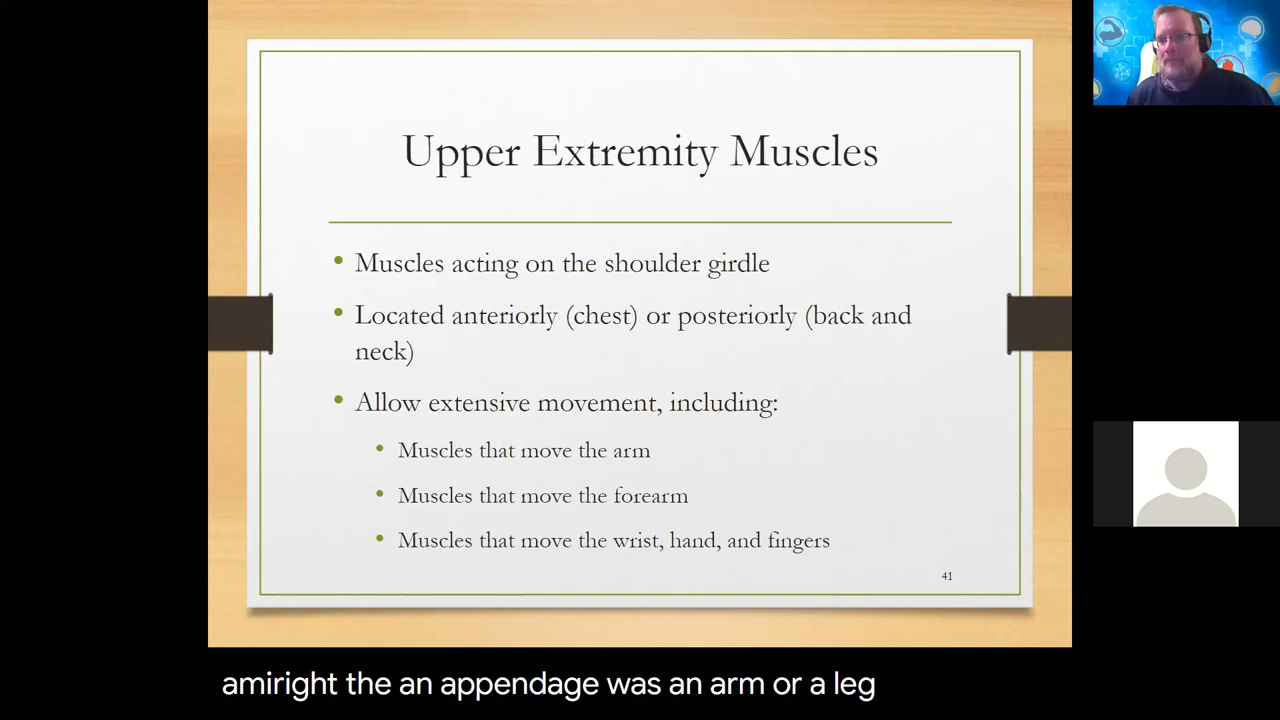 Upper Extremity Muscles
• Muscles acting on the shoulder girdle
• Located anteriorly (chest) or posteriorly (back and
neck)
• Allow extensive movement, including:
• Muscles that move the arm
• Muscles that move the forearm
• Muscles that move the wrist, hand, and fingers
41
amiright the an appendage was an arm or a leg